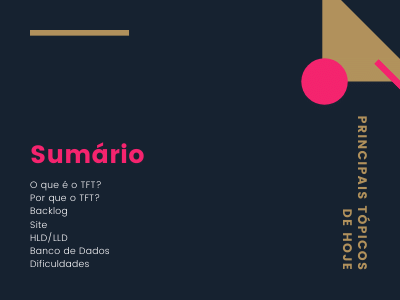 Sumário
O que é o TFT?
Por que o TFT?
Backlog
Site
HLD/LLD
Banco de Dados
Dificuldades
PRINCIPAIS TÓPICOS
DE HOJE